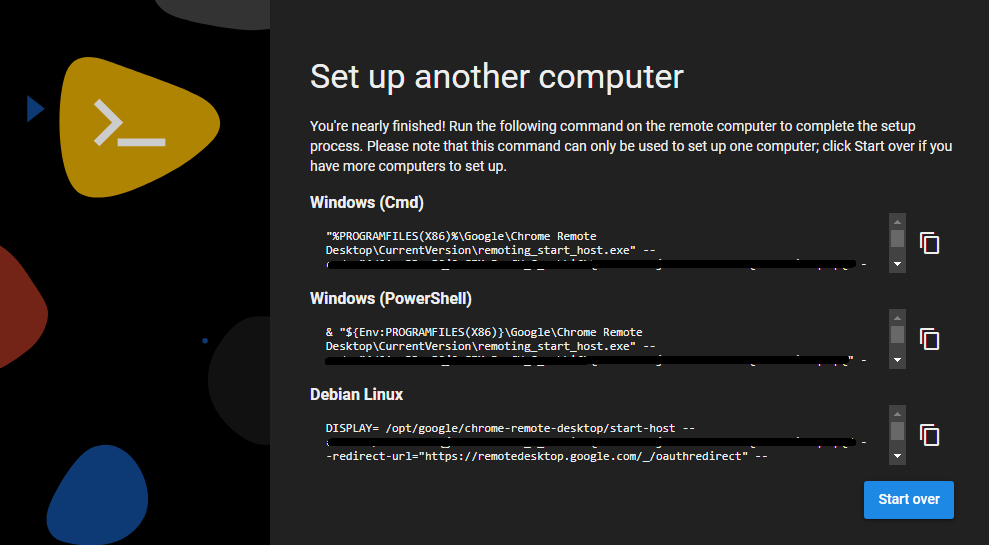 >_
Set up another computer
You're nearly finished! Run the following command on the remote computer to complete the setup
process. Please note that this command can only be used to set up one computer; click Start over if you
have more computers to set up.
Windows (Cmd)
"%PROGRAMFILES(X86)%\Google\Chrome Remote
Desktop\CurrentVersion\remoting_start_host.exe" --
-
Windows (PowerShell)
& "${Env:PROGRAMFILES(X86)}\Google\Chrome Remote
Desktop\CurrentVersion\remoting_start_host.exe" --
" -
Debian Linux
DISPLAY= /opt/google/chrome-remote-desktop/start-host --
-
-redirect-url="https://remotedesktop.google.com/_/oauthredirect" --
Start over